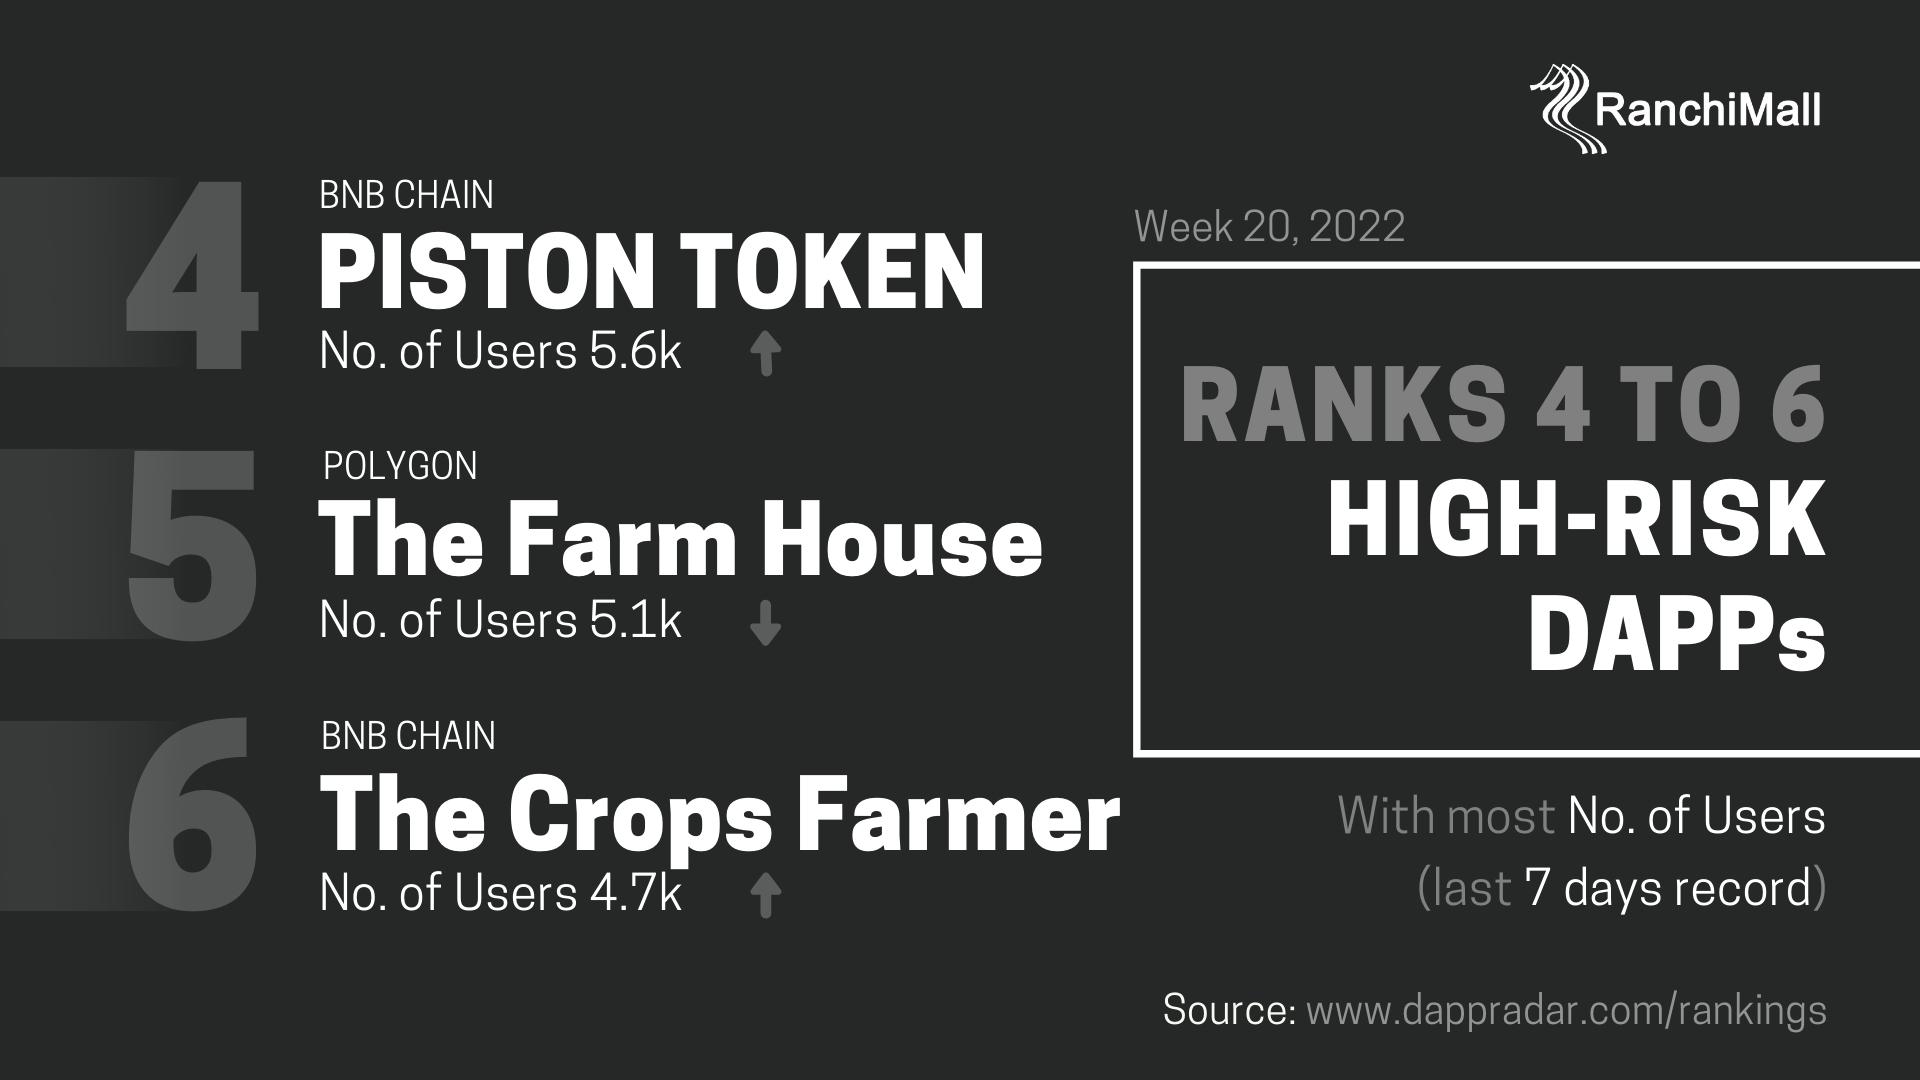 RanchiMall
4
BNB CHAIN
PISTON TOKEN
No. of Users 5.6k
5
POLYGON
The Farm House
No. of Users 5.1k
6
BNB CHAIN
The Crops Farmer
No. of Users 4.7k
Week 20, 2022
RANKS 4 TO 6
HIGH-RISK
DAPPs
With most No. of Users
(last 7 days record)
Source: www.dappradar.com/rankings